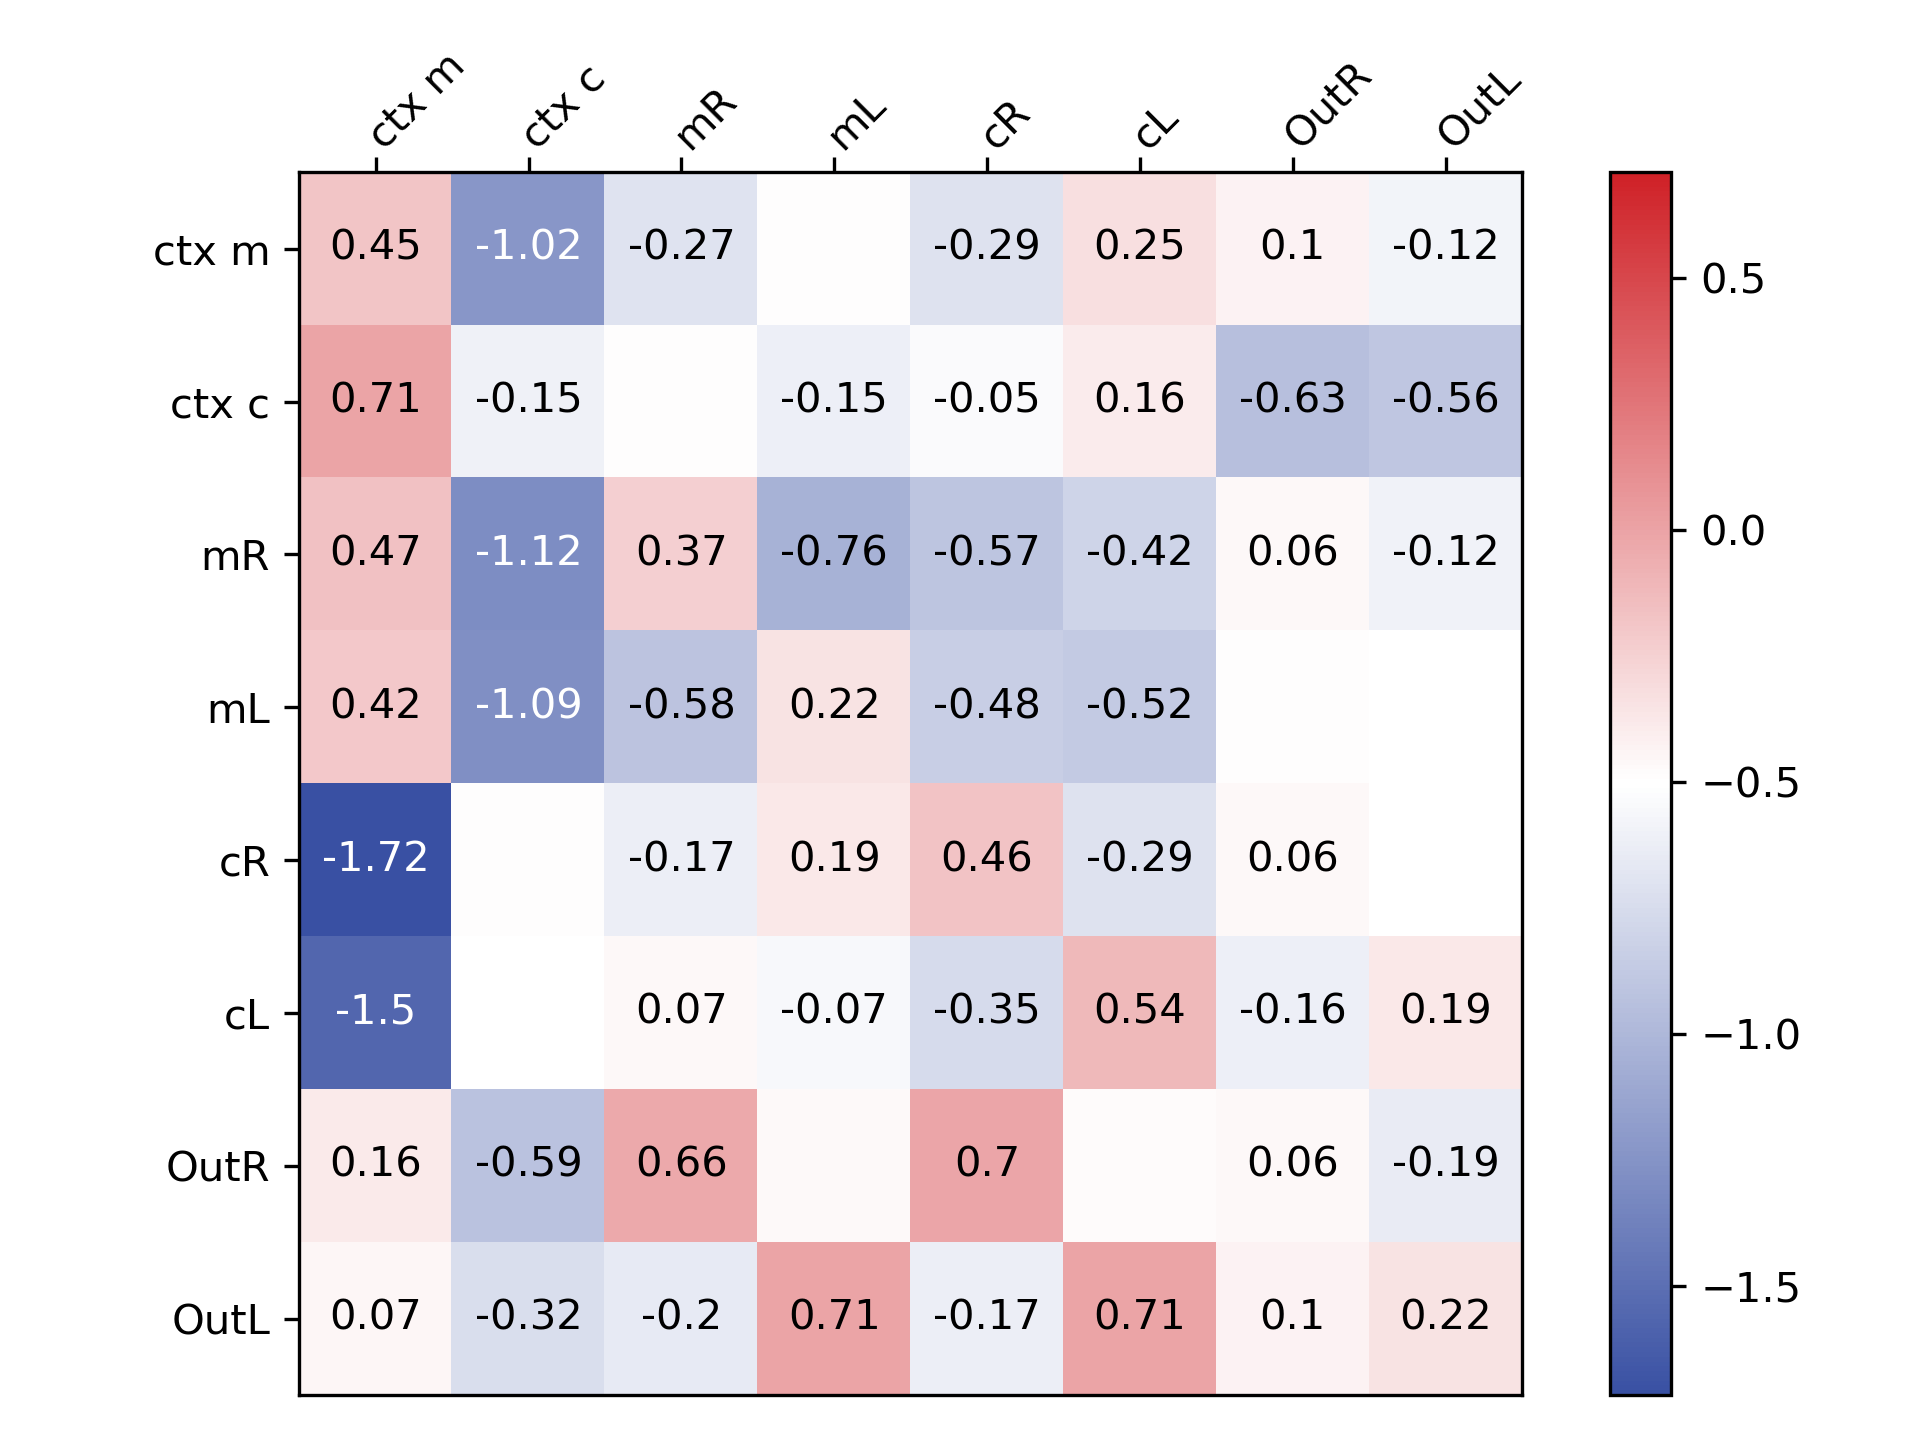 ctx m ctx c mR mL cR cL OutR OutL
ctx m 0.45 -1.02 -0.27 -0.29 0.25 0.1 -0.12
ctx c 0.71 -0.15 -0.15 -0.05 0.16 -0.63 -0.56
mR 0.47 -1.12 0.37 -0.76 -0.57 -0.42 0.06 -0.12
mL 0.42 -1.09 -0.58 0.22 -0.48 -0.52
cR -1.72 -0.17 0.19 0.46 -0.29 0.06
cL -1.5 0.07 -0.07 -0.35 0.54 -0.16 0.19
OutR 0.16 -0.59 0.66 0.7 0.06 -0.19
OutL 0.07 -0.32 -0.2 0.71 -0.17 0.71 0.1 0.22
0.5
0.0
−0.5
−1.0
−1.5